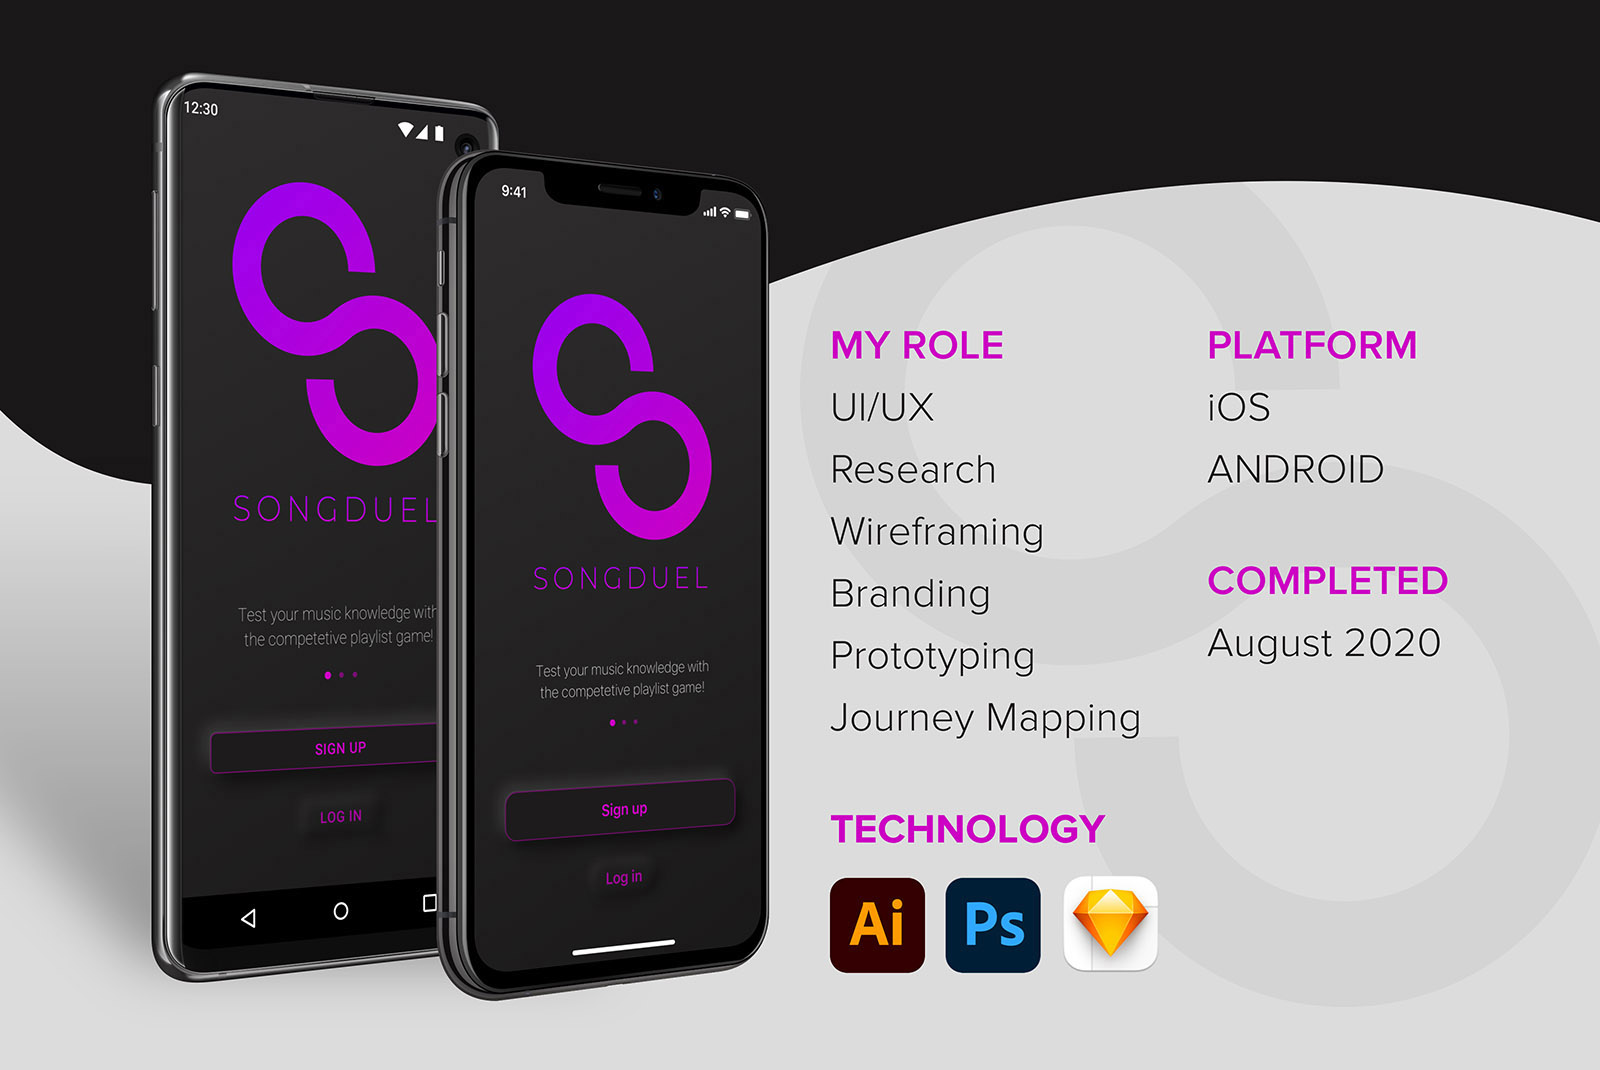 12:30
SONGDUEL
Test your music knowledge with
the competetive playlist game!
SIGN UP
LOG IN
9:41
SONGDUEL
Test your music knowledge with
the competetive playlist game!
Sign up
Log in
MY ROLE
UI/UX
Research
Wireframing
Branding
Prototyping
Journey Mapping
PLATFORM
iOS
ANDROID
COMPLETED
August 2020
TECHNOLOGY
Ai
Ps